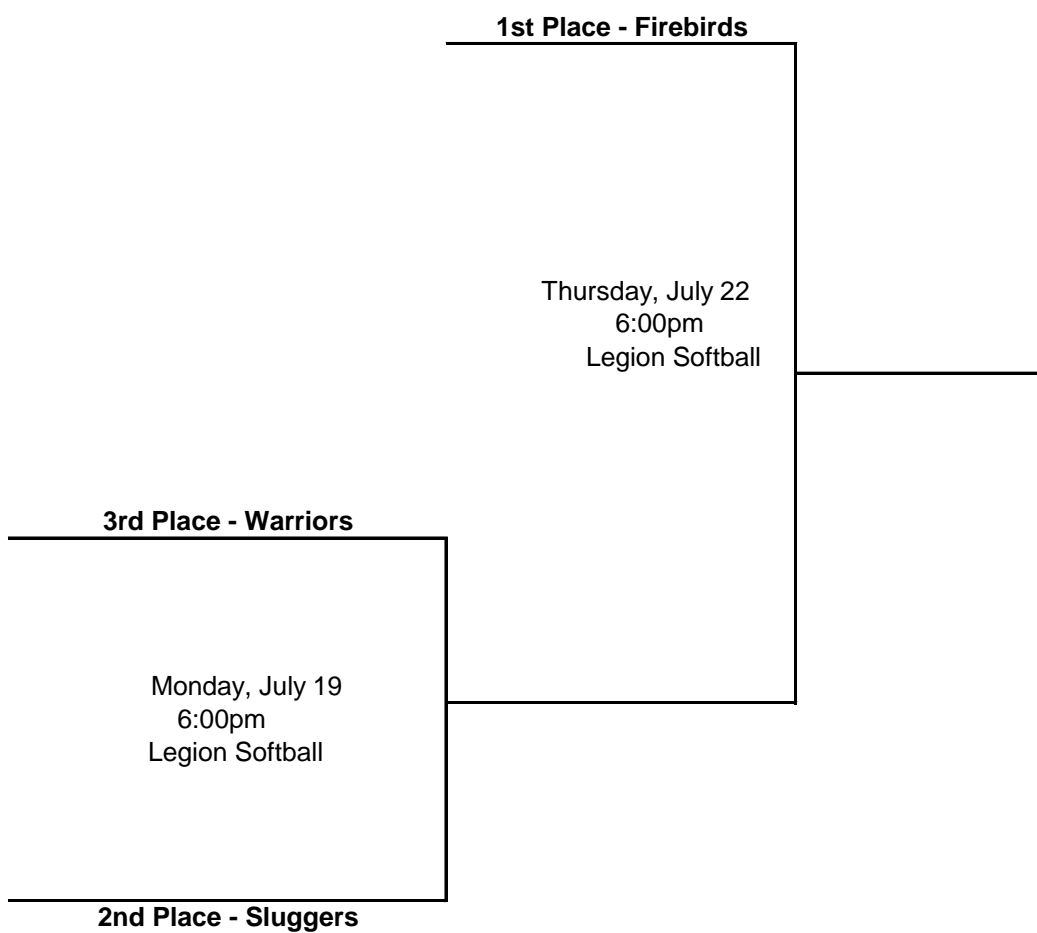 1st Place - Firebirds
Thursday, July 22
6:00pm
Legion Softball
3rd Place - Warriors
Monday, July 19
6:00pm
Legion Softball
2nd Place - Sluggers